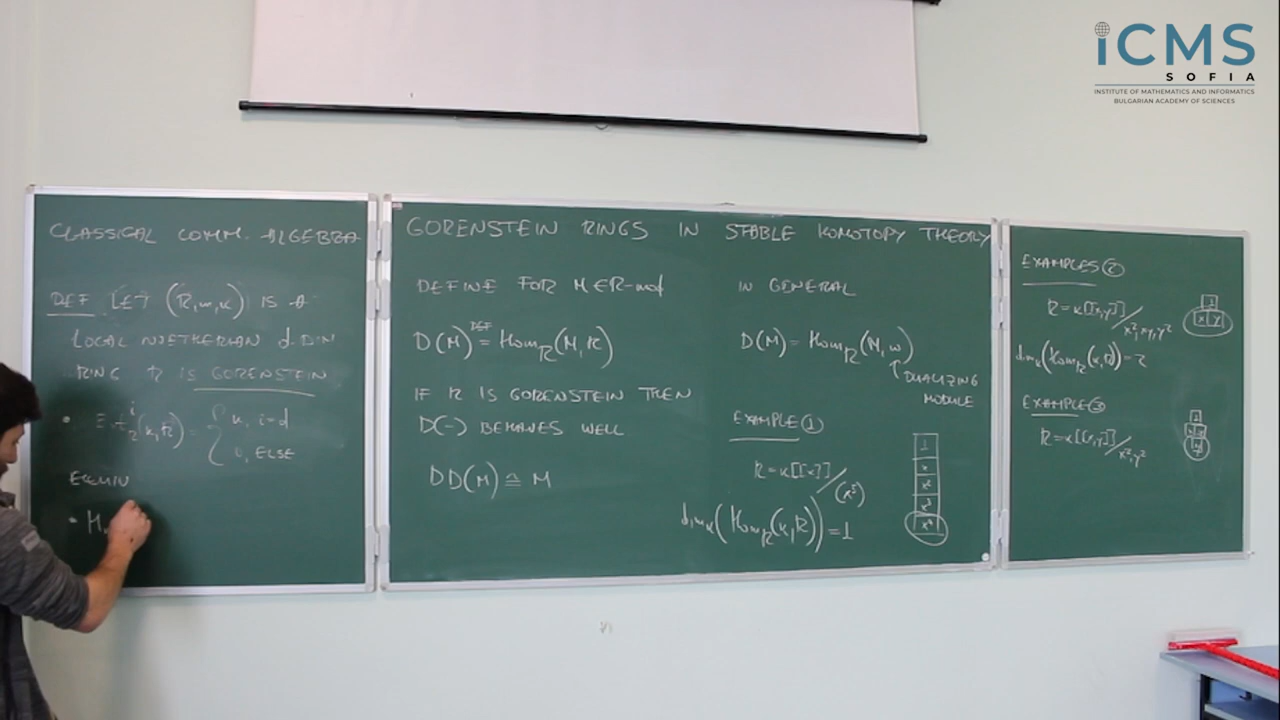 iCMS
SOFIA
INSTITUTE OF MATHEMATICS AND INFORMATICS
BULGARIAN ACADEMY OF SCIENCES
CLASSICAL COMM. ALGEBRA
DEF LET (R,m,k) IS A
LOCAL NOETHERIAN d. DIM
RING R IS GORENSTEIN
• Ext^i_R(k,R) = { k, i=d
0, ELSE
EQUIV
• H
GORENSTEIN RINGS IN STABLE HOMOTOPY THEORY
DEFINE FOR M∈R-mod
D(M) =^{DEF} Hom_R(M,R)
IF R IS GORENSTEIN THEN
D(-) BEHAVES WELL
DD(M) ≅ M
IN GENERAL
D(M) = Hom_R(M,ω)
↑ DUALIZING
MODULE
EXAMPLE ①
R=k[[x]]/(x^5)
dim_k(Hom_R(k,R))=1
1
x
x^2
x^3
x^4
EXAMPLES ②
R=k[[x,y]]/x^2,xy,y^2
dim_k(Hom_R(k,R))=2
1
x y
EXAMPLE ③
R=k[[x,y]]/x^2,y^2
1
x y
xy